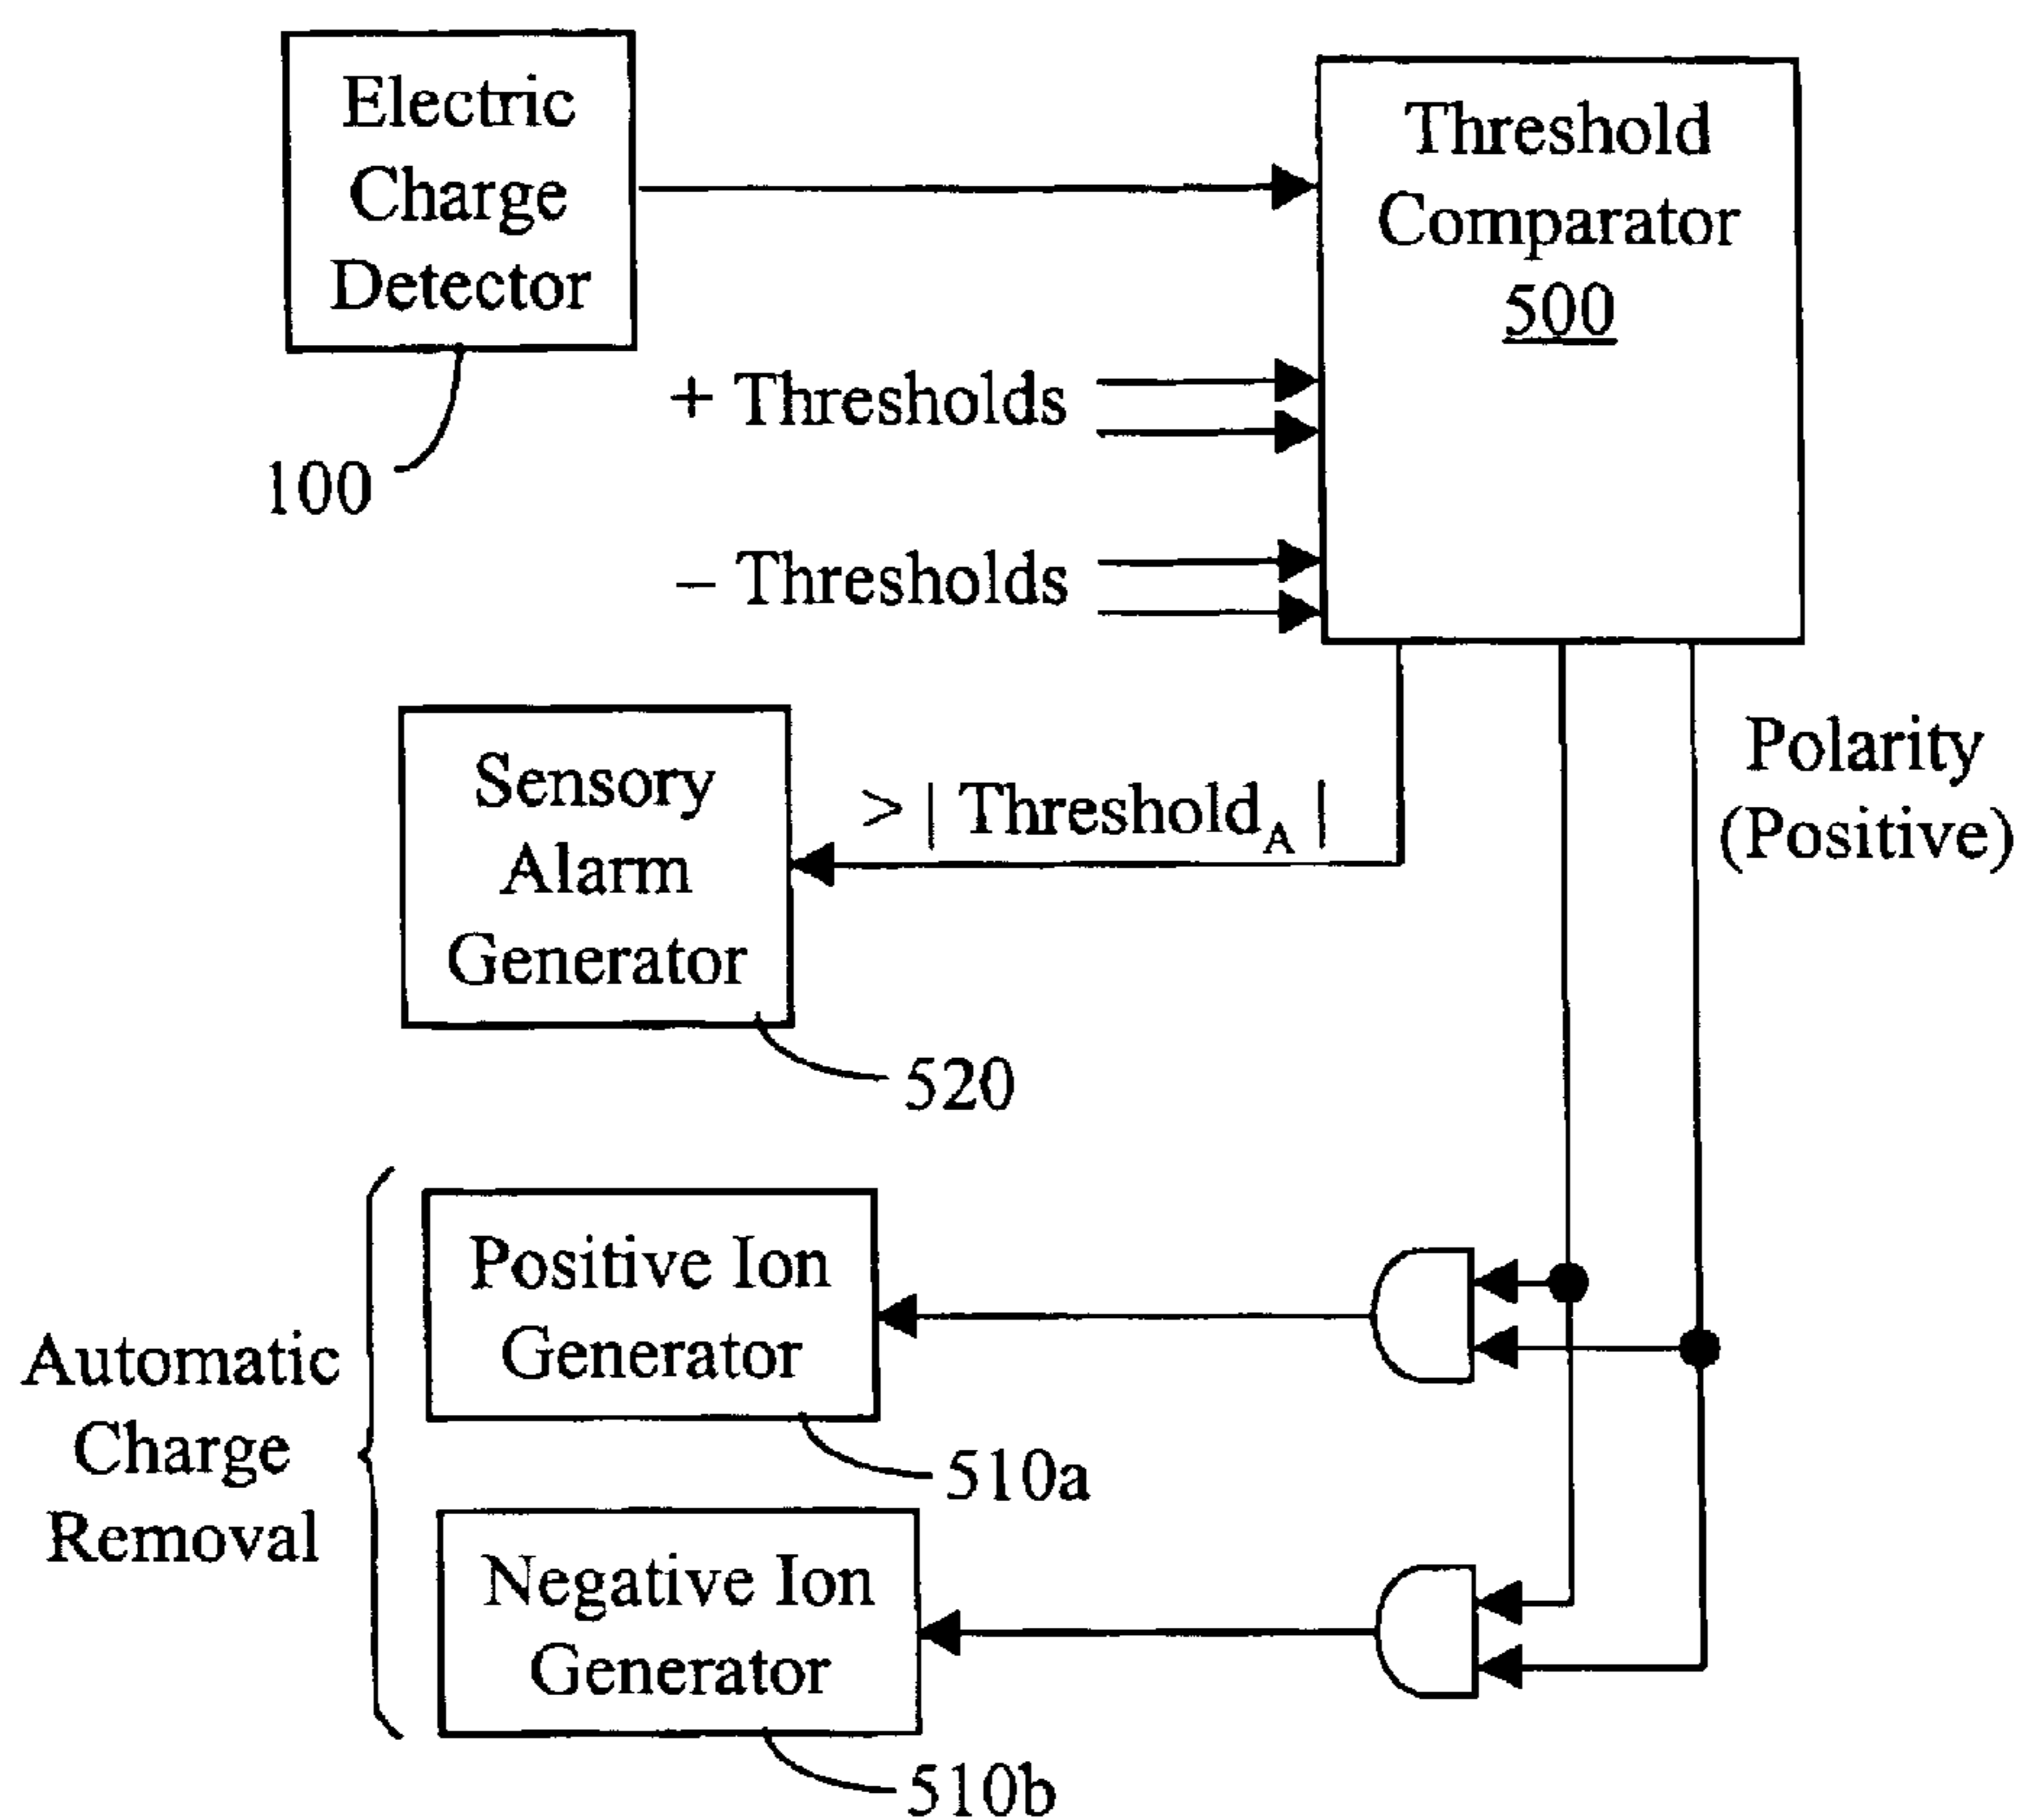 Electric
Charge
Detector
100
Threshold
Comparator
500
+ Thresholds
– Thresholds
Sensory
Alarm
Generator
520
> | Threshold_A |
Polarity
(Positive)
Automatic
Charge
Removal
Positive Ion
Generator
510a
Negative Ion
Generator
510b